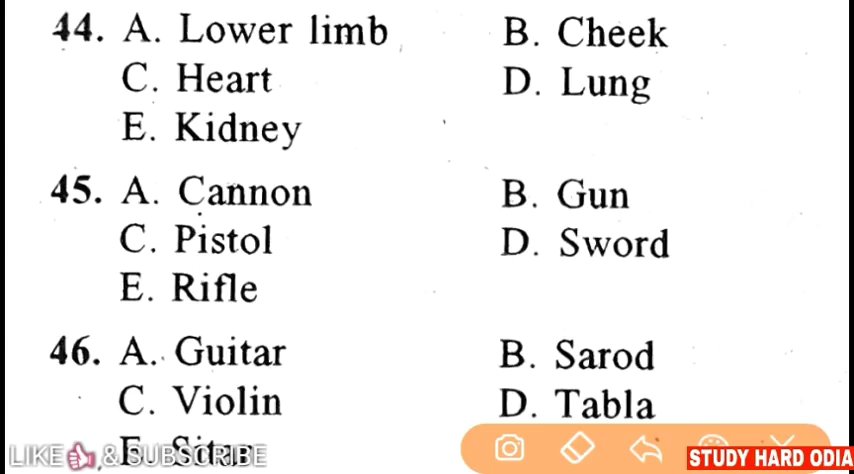 44. A. Lower limb B. Cheek
C. Heart D. Lung
E. Kidney
45. A. Cannon B. Gun
C. Pistol D. Sword
E. Rifle
46. A. Guitar B. Sarod
C. Violin D. Tabla
E. Sitar
LIKE & SUBSCRIBE
STUDY HARD ODIA